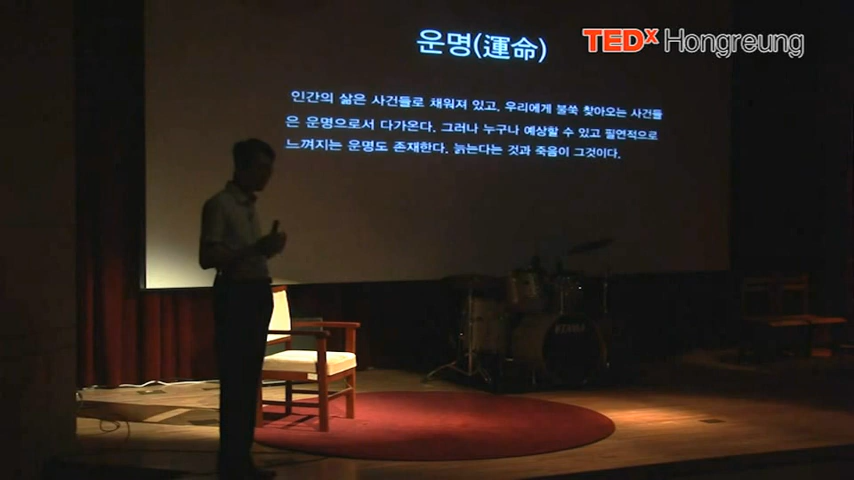 운명(運命)
TEDx Hongreung
인간의 삶은 사건들로 채워져 있고, 우리에게 불쑥 찾아오는 사건들
은 운명으로서 다가온다. 그러나 누구나 예상할 수 있고 필연적으로
느껴지는 운명도 존재한다. 늙는다는 것과 죽음이 그것이다.
TAMA